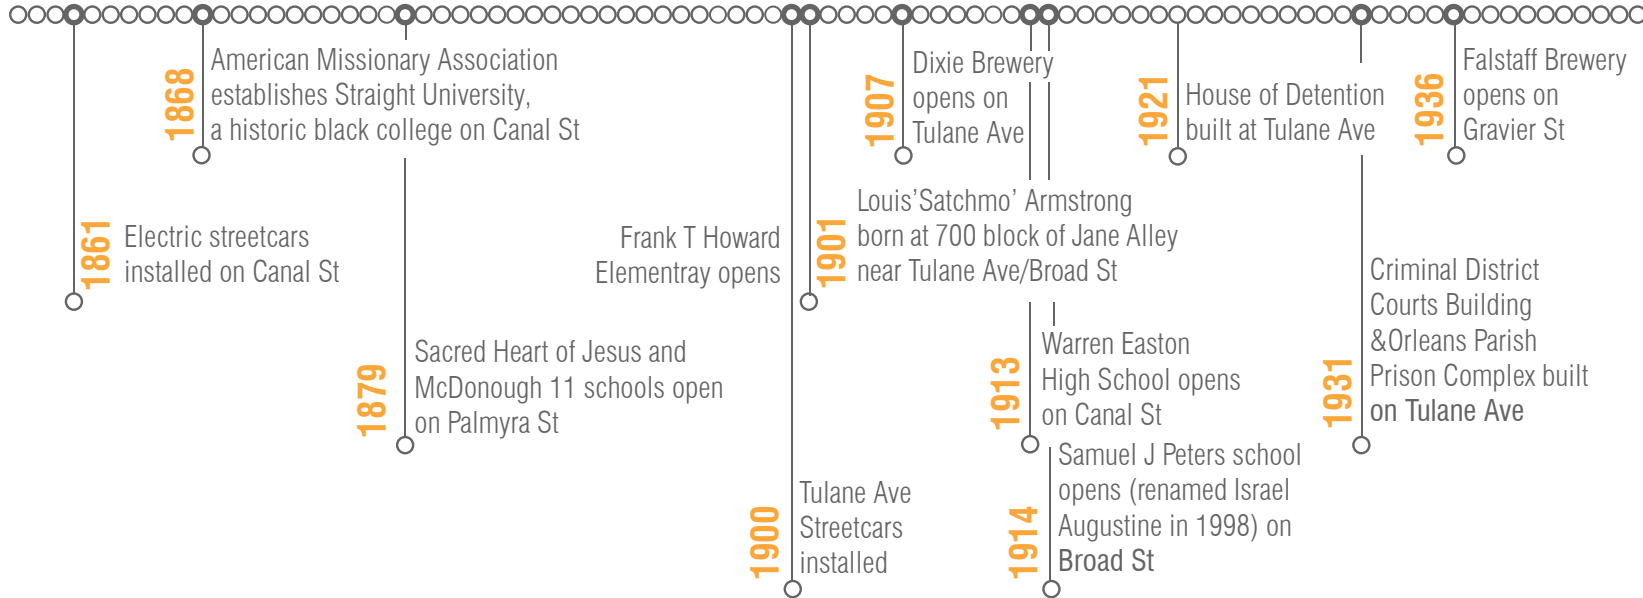 1861
Electric streetcars
installed on Canal St
1868
American Missionary Association
establishes Straight University,
a historic black college on Canal St
1879
Sacred Heart of Jesus and
McDonough 11 schools open
on Palmyra St
Frank T Howard
Elementray opens
1900
Tulane Ave
Streetcars
installed
1901
Louis'Satchmo' Armstrong
born at 700 block of Jane Alley
near Tulane Ave/Broad St
1907
Dixie Brewery
opens on
Tulane Ave
1913
Warren Easton
High School opens
on Canal St
1914
Samuel J Peters school
opens (renamed Israel
Augustine in 1998) on
Broad St
1921
House of Detention
built at Tulane Ave
1931
Criminal District
Courts Building
&Orleans Parish
Prison Complex built
on Tulane Ave
1936
Falstaff Brewery
opens on
Gravier St